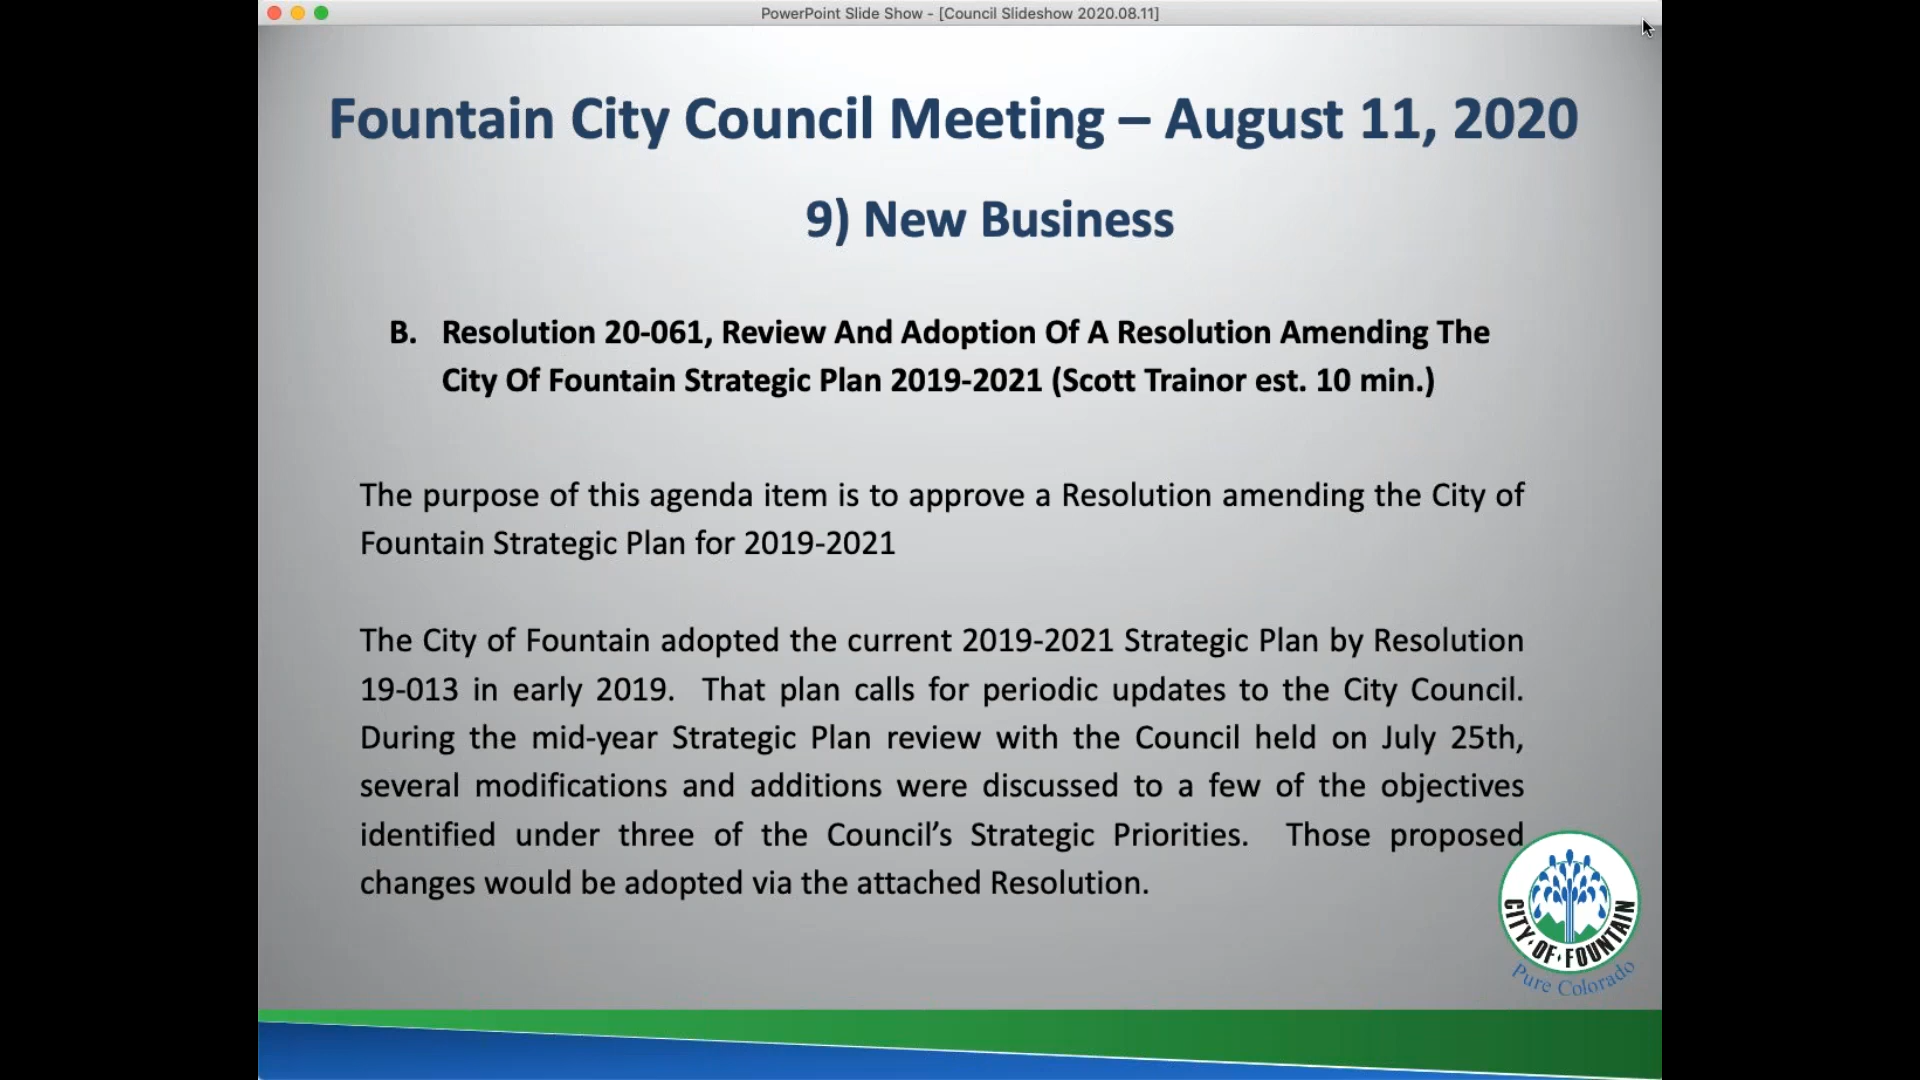 PowerPoint Slide Show - [Council Slideshow 2020.08.11]
Fountain City Council Meeting – August 11, 2020
9) New Business
B. Resolution 20-061, Review And Adoption Of A Resolution Amending The
City Of Fountain Strategic Plan 2019-2021 (Scott Trainor est. 10 min.)
The purpose of this agenda item is to approve a Resolution amending the City of
Fountain Strategic Plan for 2019-2021
The City of Fountain adopted the current 2019-2021 Strategic Plan by Resolution
19-013 in early 2019. That plan calls for periodic updates to the City Council.
During the mid-year Strategic Plan review with the Council held on July 25th,
several modifications and additions were discussed to a few of the objectives
identified under three of the Council’s Strategic Priorities. Those proposed
changes would be adopted via the attached Resolution.
CITY·OF·FOUNTAIN
Pure Colorado